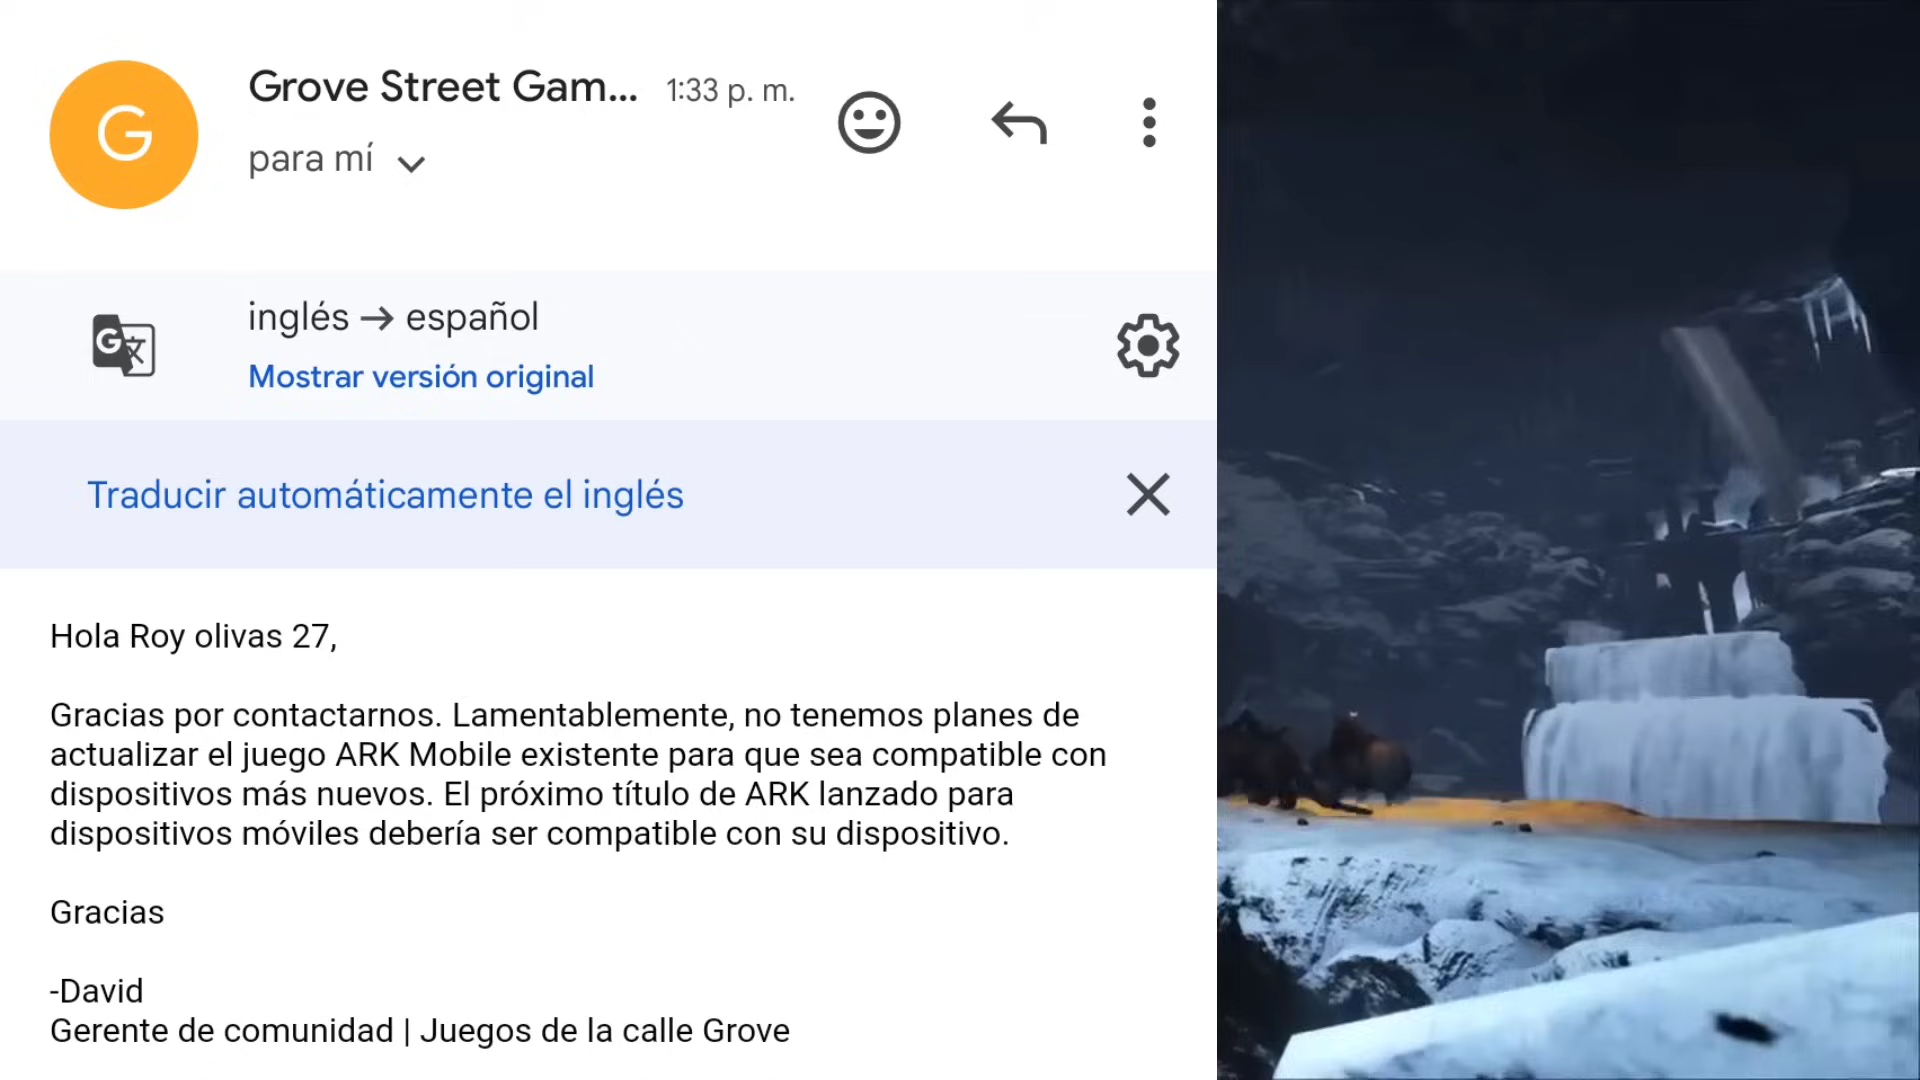 G
Grove Street Gam... 1:33 p. m.
para mí
inglés → español
Mostrar versión original
Traducir automáticamente el inglés
Hola Roy olivas 27,
Gracias por contactarnos. Lamentablemente, no tenemos planes de
actualizar el juego ARK Mobile existente para que sea compatible con
dispositivos más nuevos. El próximo título de ARK lanzado para
dispositivos móviles debería ser compatible con su dispositivo.
Gracias
-David
Gerente de comunidad | Juegos de la calle Grove